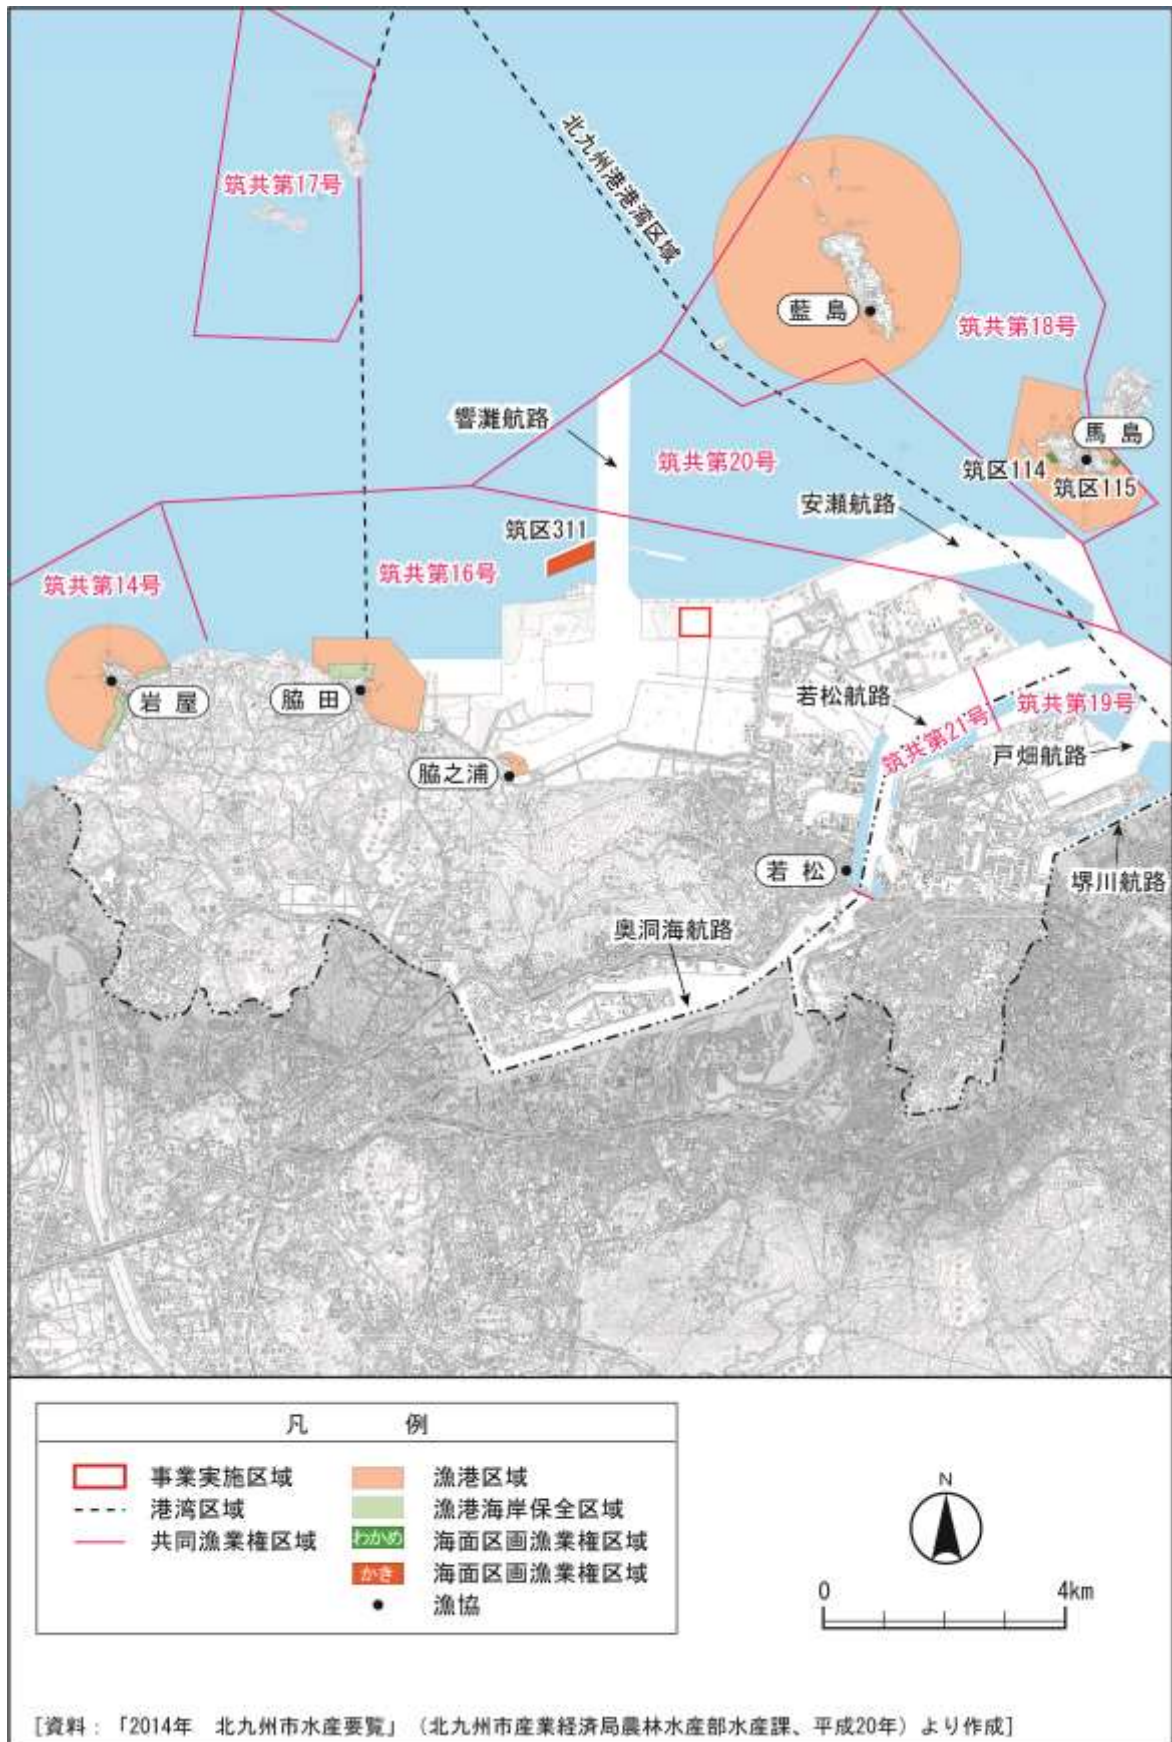 北九州港港湾区域
筑共第17号
藍島
筑共第18号
響灘航路
馬島
筑共第20号
筑区114
筑区115
安瀬航路
筑区311
筑共第16号
筑共第14号
岩屋
脇田
若松航路
筑共第19号
筑共第21号
戸畑航路
脇之浦
若松
堺川航路
奥洞海航路
凡 例
事業実施区域
漁港区域
港湾区域
漁港海岸保全区域
共同漁業権区域
わかめ 海面区画漁業権区域
かき 海面区画漁業権区域
漁協
N
0 4km
[資料：「2014年 北九州市水産要覧」（北九州市産業経済局農林水産部水産課、平成20年）より作成]